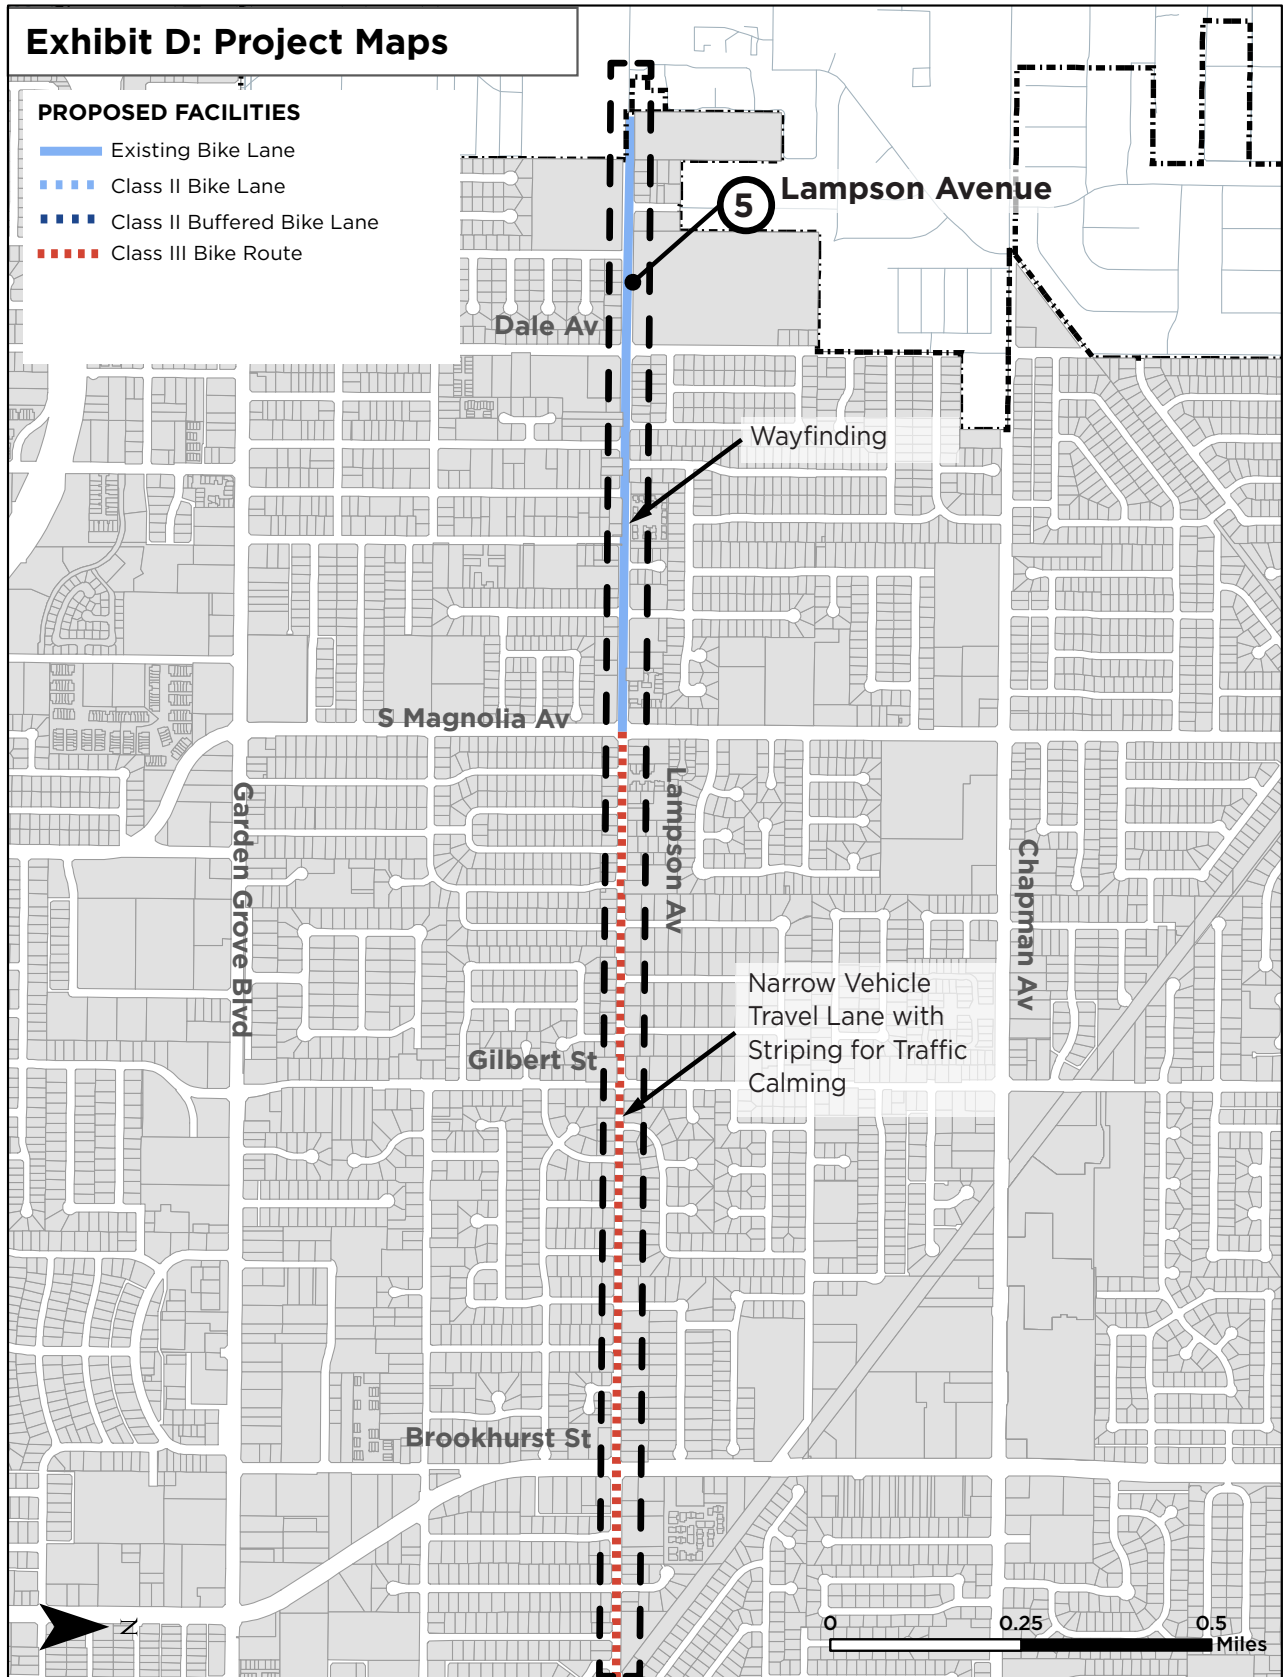 Exhibit D: Project Maps
PROPOSED FACILITIES
Existing Bike Lane
Class II Bike Lane
Class II Buffered Bike Lane
Class III Bike Route
5
Lampson Avenue
Dale Av
Wayfinding
S Magnolia Av
Lampson Av
Garden Grove Blvd
Chapman Av
Narrow Vehicle
Travel Lane with
Striping for Traffic
Calming
Gilbert St
Brookhurst St
N
0 0.25 0.5
Miles